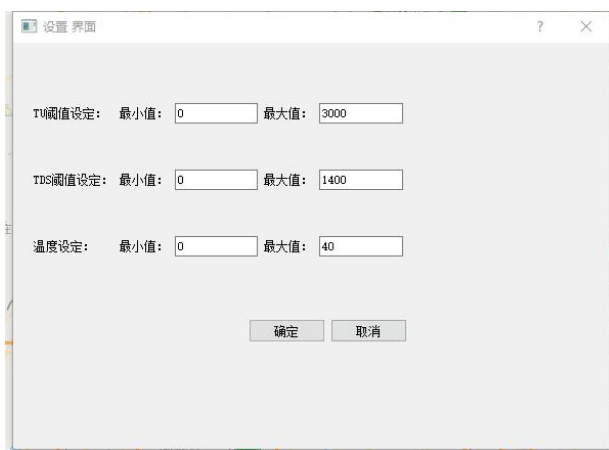 设置 界面
TU阈值设定: 最小值: 0 最大值: 3000
TDS阈值设定: 最小值: 0 最大值: 1400
温度设定: 最小值: 0 最大值: 40
确定 取消